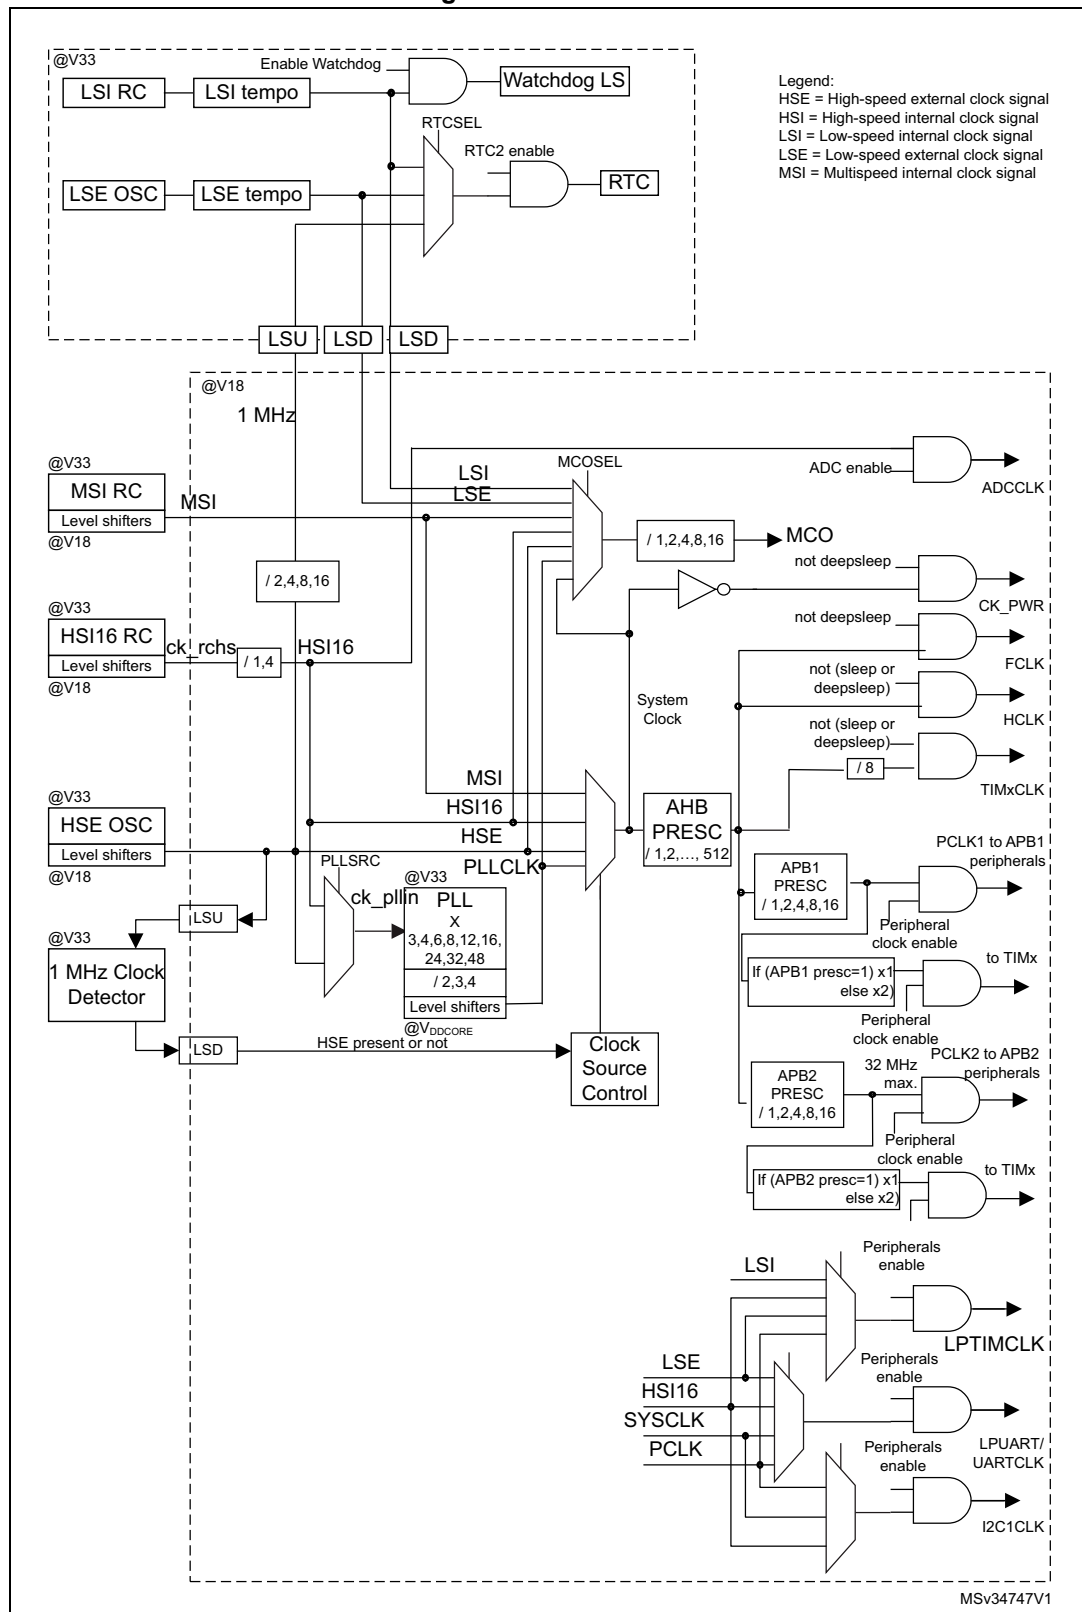 @V33
Enable Watchdog
LSI RC
LSI tempo
Watchdog LS
Legend:
HSE = High-speed external clock signal
HSI = High-speed internal clock signal
LSI = Low-speed internal clock signal
LSE = Low-speed external clock signal
MSI = Multispeed internal clock signal
RTCSEL
RTC2 enable
LSE OSC
LSE tempo
RTC
LSU
LSD
LSD
@V18
1 MHz
@V33
MSI RC
Level shifters
@V18
MSI
LSI
LSE
MCOSEL
ADC enable
ADCCLK
/ 1,2,4,8,16
MCO
/ 2,4,8,16
not deepsleep
CK_PWR
@V33
HSI16 RC
Level shifters
@V18
ck_rchs
/ 1,4
HSI16
not deepsleep
FCLK
System
Clock
not (sleep or
deepsleep)
HCLK
not (sleep or
deepsleep)
/ 8
TIMxCLK
MSI
HSI16
HSE
PLLCLK
@V33
HSE OSC
Level shifters
@V18
AHB
PRESC
/ 1,2,…, 512
PLLSRC
ck_pllin
@V33
PLL
X
3,4,6,8,12,16,
24,32,48
/ 2,3,4
Level shifters
@VDDCORE
PCLK1 to APB1
peripherals
APB1
PRESC
/ 1,2,4,8,16
Peripheral
clock enable
LSU
@V33
1 MHz Clock
Detector
to TIMx
If (APB1 presc=1) x1
else x2)
Peripheral
clock enable
LSD
HSE present or not
Clock
Source
Control
32 MHz
max.
PCLK2 to APB2
peripherals
APB2
PRESC
/ 1,2,4,8,16
Peripheral
clock enable
to TIMx
If (APB2 presc=1) x1
else x2)
LSI
Peripherals
enable
LPTIMCLK
LSE
HSI16
SYSCLK
PCLK
Peripherals
enable
LPUART/
UARTCLK
Peripherals
enable
I2C1CLK
MSv34747V1